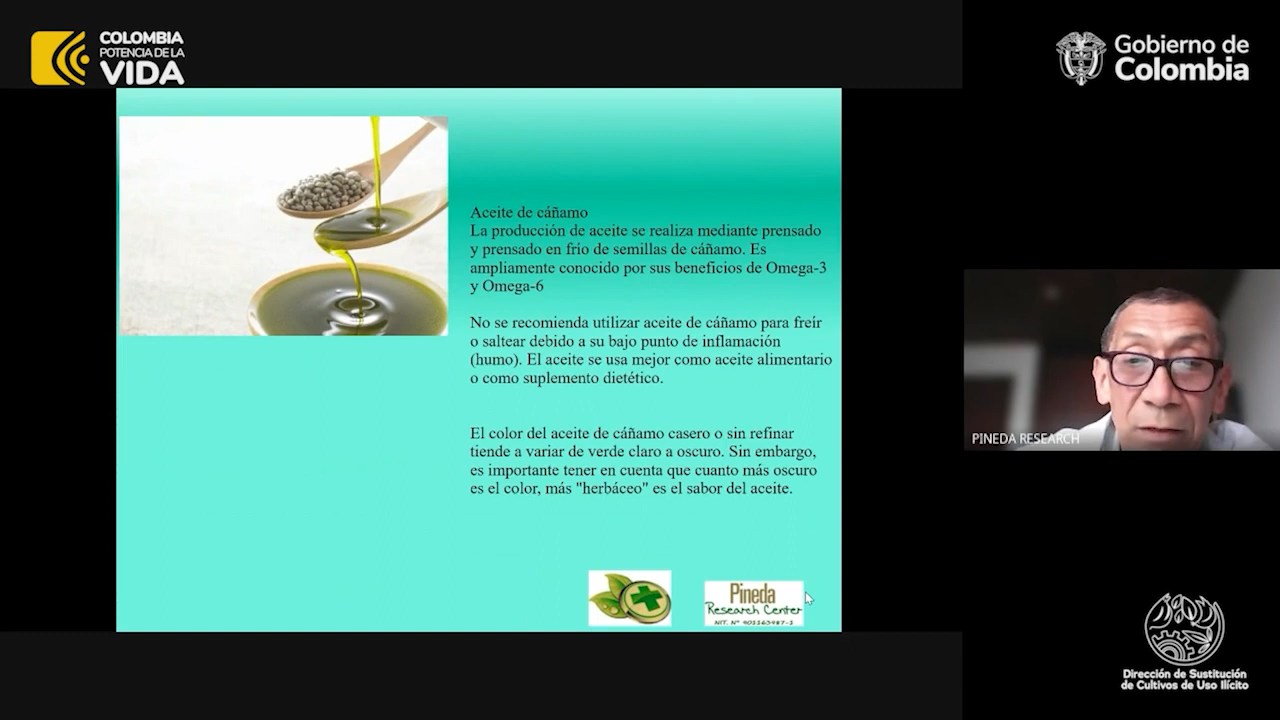 COLOMBIA
POTENCIA DE LA
VIDA
Gobierno de
Colombia
Aceite de cáñamo
La producción de aceite se realiza mediante prensado
y prensado en frío de semillas de cáñamo. Es
ampliamente conocido por sus beneficios de Omega-3
y Omega-6
No se recomienda utilizar aceite de cáñamo para freír
o saltear debido a su bajo punto de inflamación
(humo). El aceite se usa mejor como aceite alimentario
o como suplemento dietético.
El color del aceite de cáñamo casero o sin refinar
tiende a variar de verde claro a oscuro. Sin embargo,
es importante tener en cuenta que cuanto más oscuro
es el color, más "herbáceo" es el sabor del aceite.
PINEDA RESEARCH
Pineda
Research Center
NIT. N° 901163487-1
Dirección de Sustitución
de Cultivos de Uso Ilícito